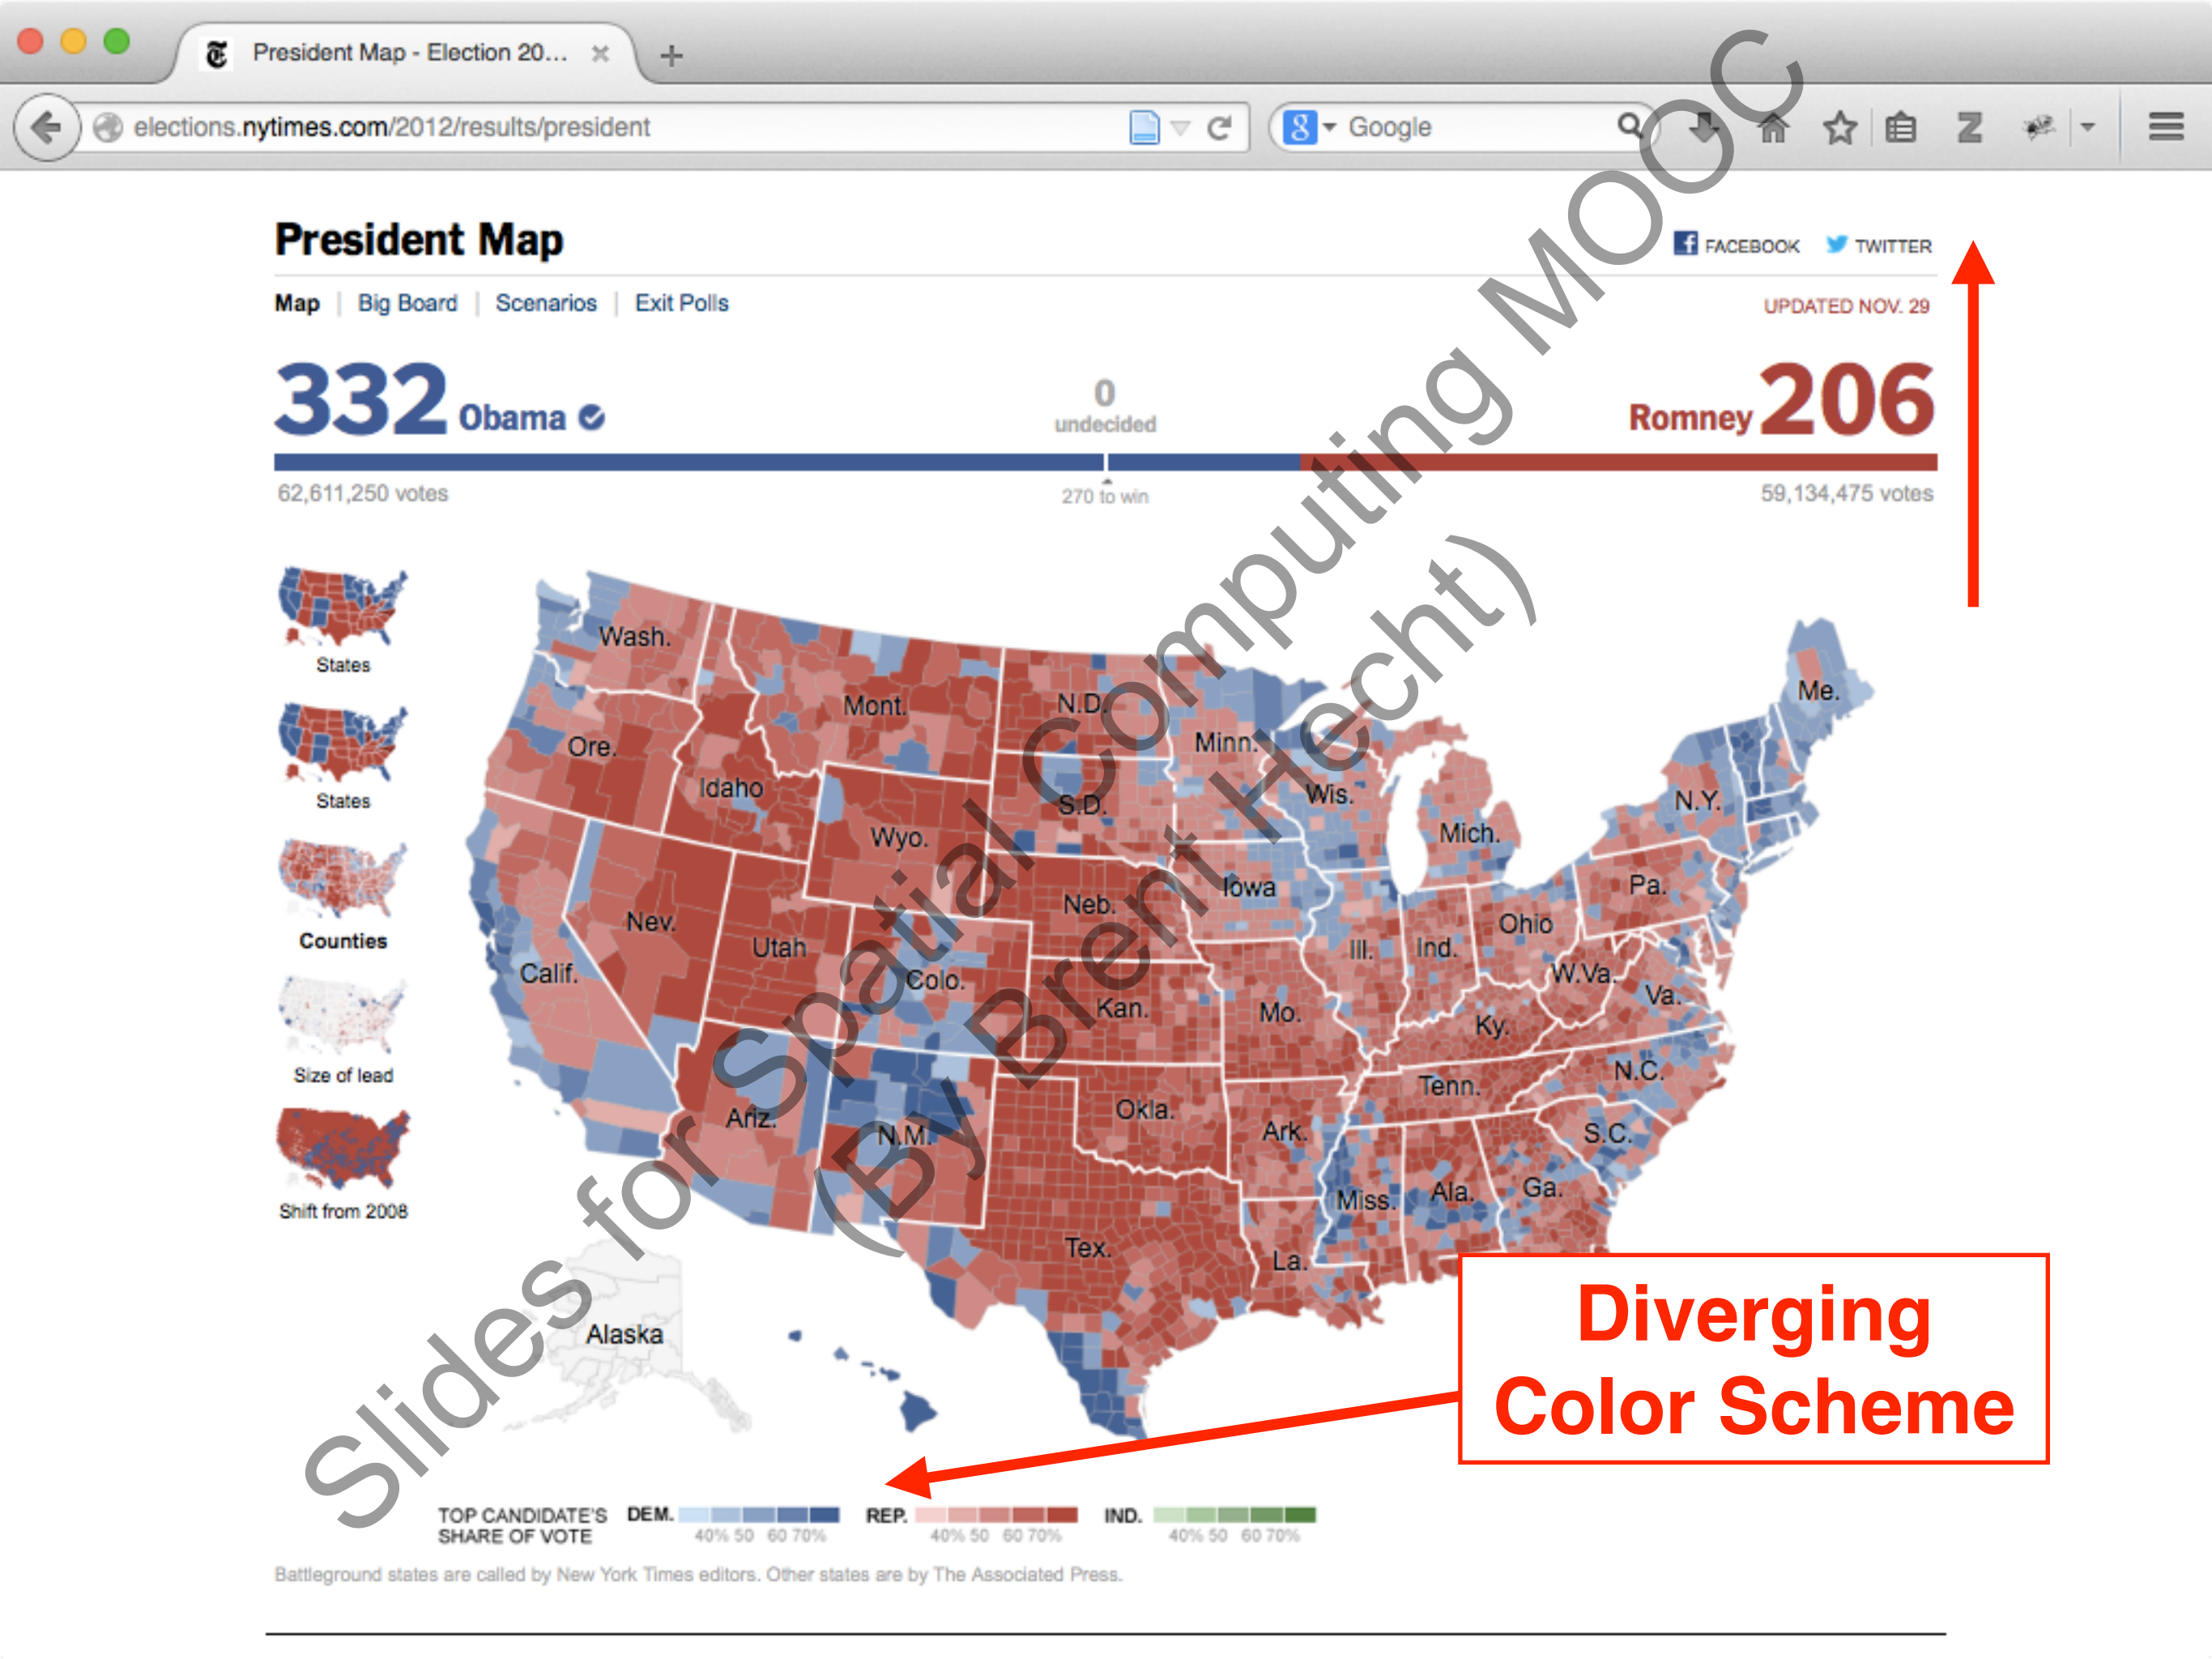 President Map - Election 20...
elections.nytimes.com/2012/results/president
Google
President Map
FACEBOOK TWITTER
Map Big Board Scenarios Exit Polls
UPDATED NOV. 29
332 Obama
0
undecided
Romney 206
62,611,250 votes
270 to win
59,134,475 votes
States
States
Counties
Size of lead
Shift from 2008
Wash.
Ore.
Idaho
Mont.
N.D.
Minn.
Me.
S.D.
Wis.
Wyo.
Mich.
N.Y.
Neb.
Iowa
Pa.
Nev.
Utah
Ohio
Calif.
Colo.
Ill.
Ind.
W.Va.
Va.
Kan.
Mo.
Ky.
N.C.
Tenn.
Ariz.
N.M.
Okla.
Ark.
S.C.
Miss.
Ala.
Ga.
Tex.
La.
Alaska
Diverging
Color Scheme
TOP CANDIDATE'S
SHARE OF VOTE
DEM.
40% 50 60 70%
REP.
40% 50 60 70%
IND.
40% 50 60 70%
Battleground states are called by New York Times editors. Other states are by The Associated Press.
Slides for Spatial Computing MOOC
(By Brent Hecht)